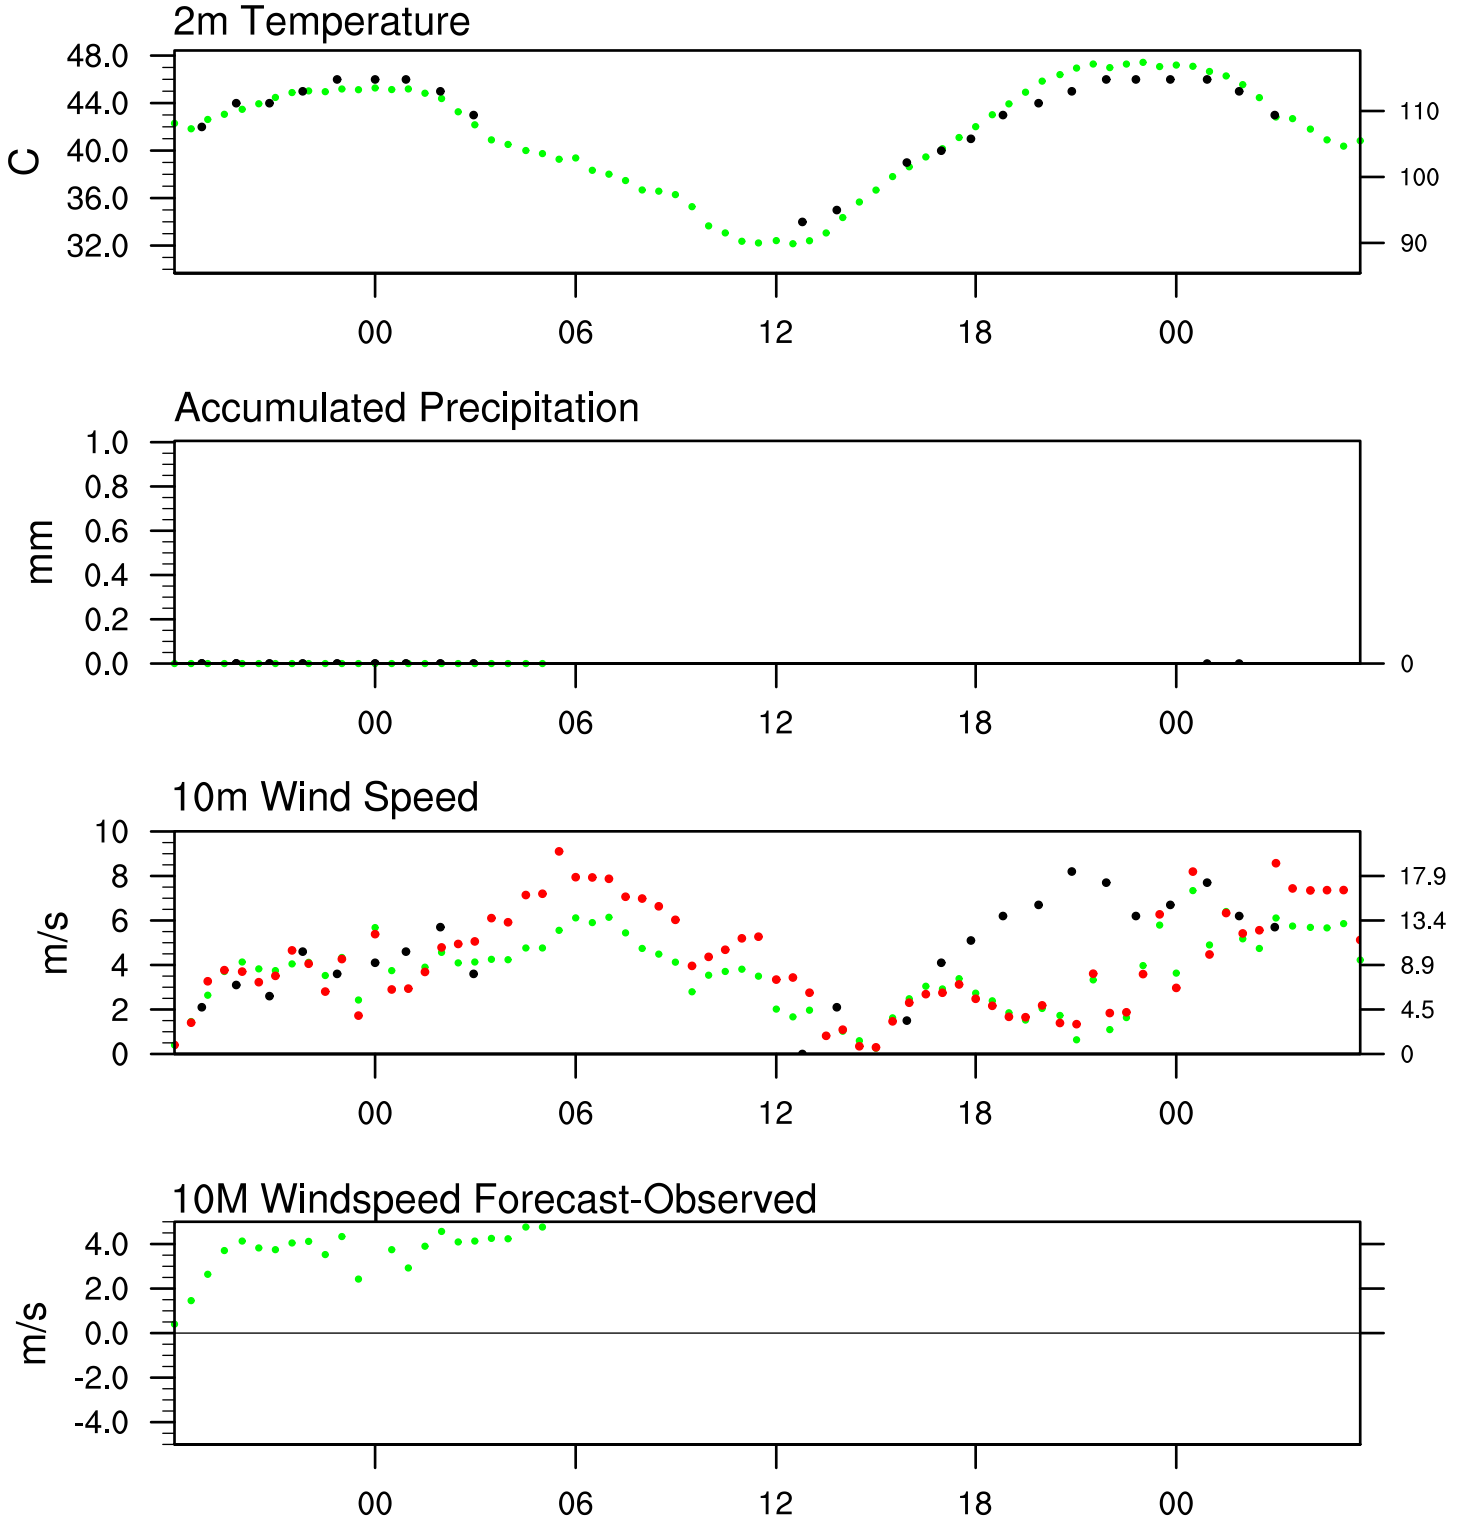 2m Temperature
48.0
44.0
40.0
36.0
32.0
C
110
100
90
00 06 12 18 00
Accumulated Precipitation
1.0
0.8
0.6
0.4
0.2
0.0
mm
0
00 06 12 18 00
10m Wind Speed
10
8
6
4
2
0
m/s
17.9
13.4
8.9
4.5
0
00 06 12 18 00
10M Windspeed Forecast-Observed
4.0
2.0
0.0
-2.0
-4.0
m/s
00 06 12 18 00